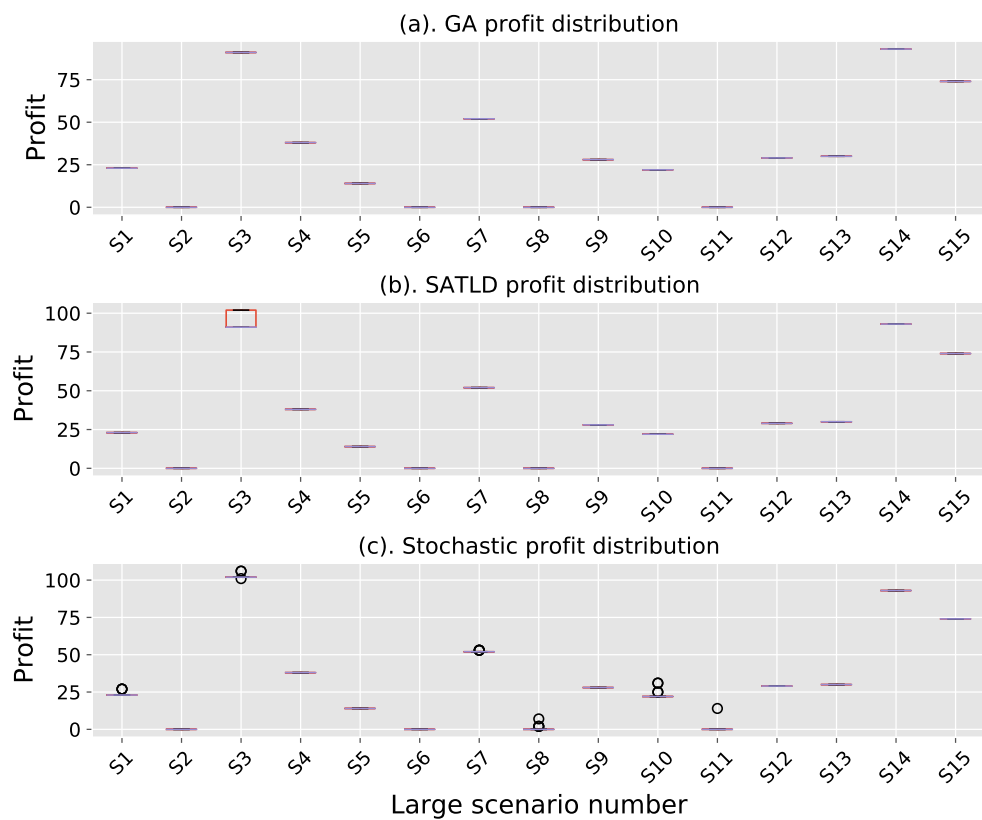 (a). GA profit distribution
Profit
75
50
25
0
S1 S2 S3 S4 S5 S6 S7 S8 S9 S10 S11 S12 S13 S14 S15
(b). SATLD profit distribution
Profit
100
75
50
25
0
S1 S2 S3 S4 S5 S6 S7 S8 S9 S10 S11 S12 S13 S14 S15
(c). Stochastic profit distribution
Profit
100
75
50
25
0
S1 S2 S3 S4 S5 S6 S7 S8 S9 S10 S11 S12 S13 S14 S15
Large scenario number